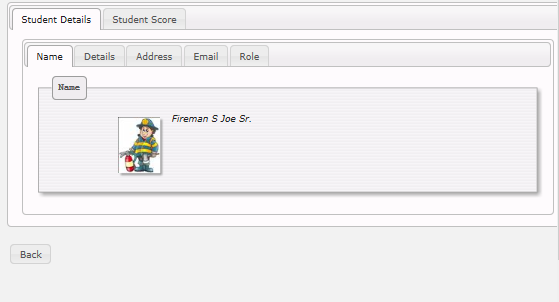 Student Details Student Score
Name Details Address Email Role
Name
Fireman S Joe Sr.
Back